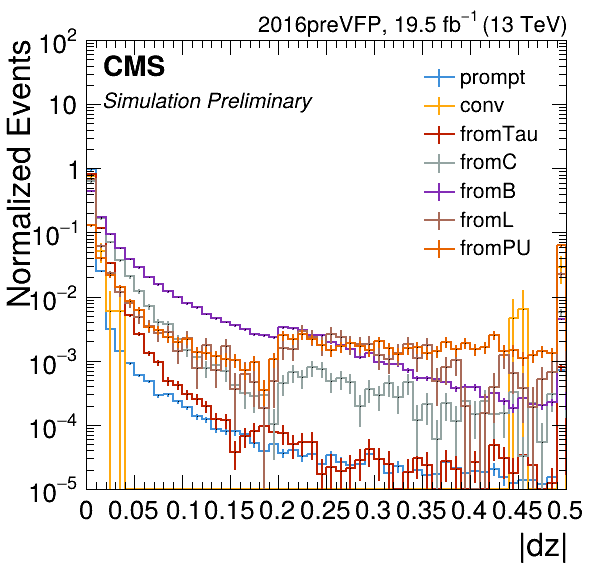 2016preVFP, 19.5 fb⁻¹ (13 TeV)
CMS
Simulation Preliminary
prompt
conv
fromTau
fromC
fromB
fromL
fromPU
Normalized Events
10²
10
1
10⁻¹
10⁻²
10⁻³
10⁻⁴
10⁻⁵
0 0.05 0.1 0.15 0.2 0.25 0.3 0.35 0.4 0.45 0.5
|dz|